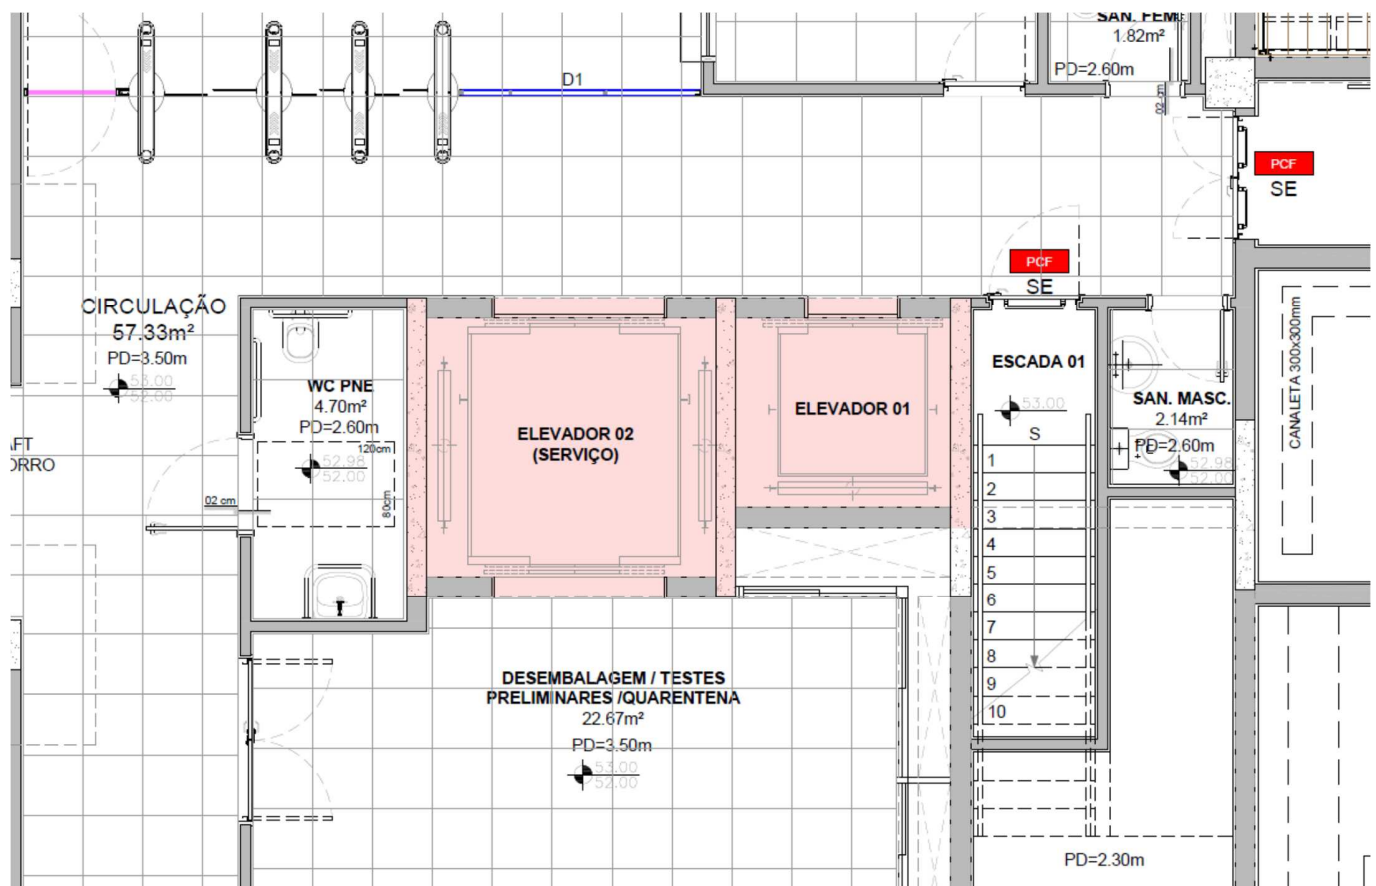 SAN. FEM
1.82m²
PD=2.60m
D1
02 cm
PCF
SE
PCF
SE
CIRCULAÇÃO
57.33m²
PD=3.50m
53.00
52.00
WC PNE
4.70m²
PD=2.60m
120cm
52.98
52.00
80cm
02 cm
AFT
ORRO
ELEVADOR 02
(SERVIÇO)
ELEVADOR 01
ESCADA 01
53.00
S
1
2
3
4
5
6
7
8
9
10
SAN. MASC.
2.14m²
PD=2.60m
52.98
52.00
CANALETA 300x300mm
DESEMBALAGEM / TESTES
PRELIMINARES /QUARENTENA
22.67m²
PD=3.50m
53.00
52.00
PD=2.30m